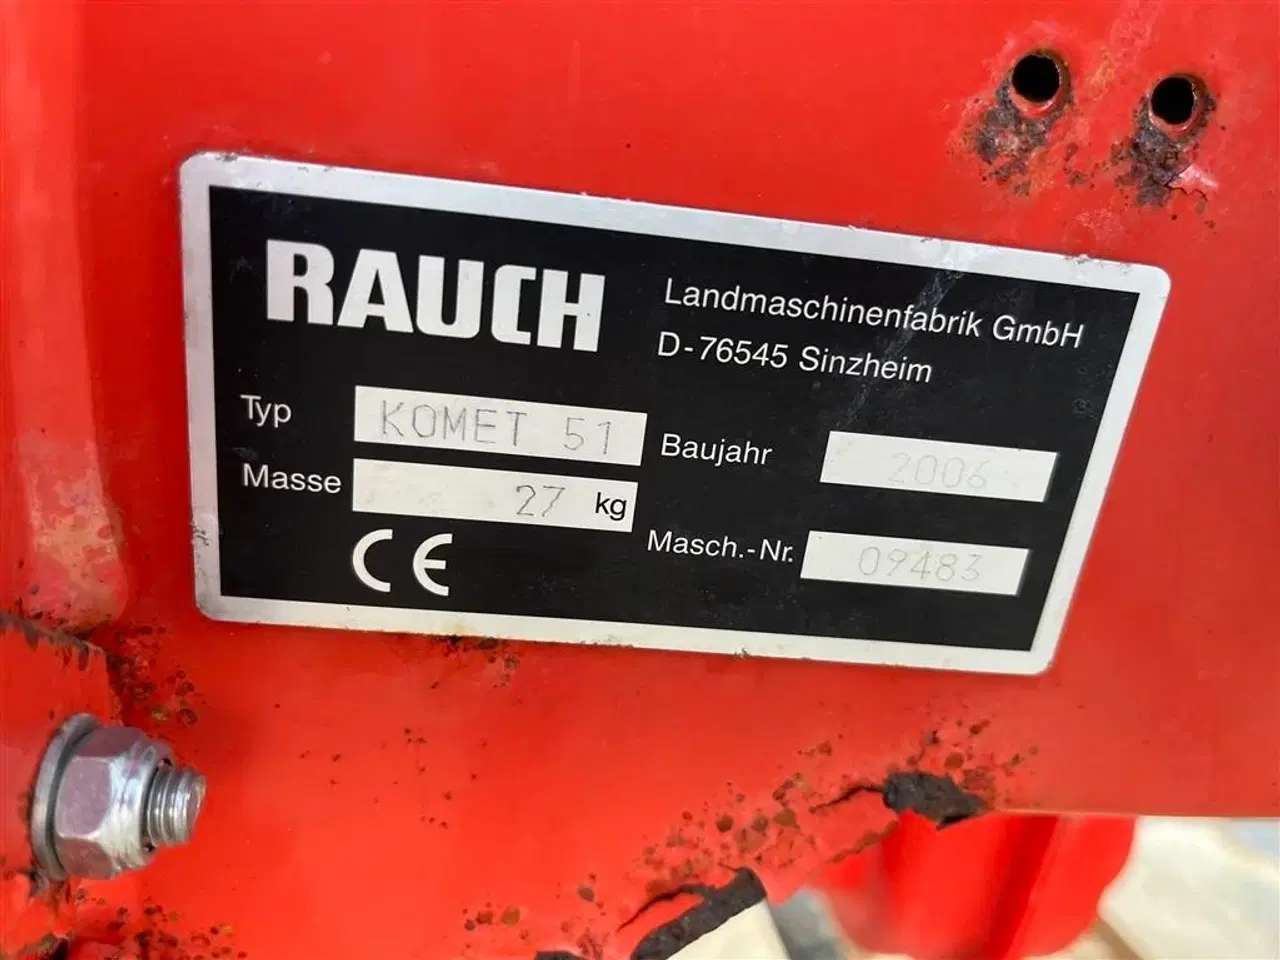 RAUCH
Landmaschinenfabrik GmbH
D-76545 Sinzheim
Typ KOMET 51
Baujahr 2006
Masse 27 kg
Masch.-Nr. 09483
CE